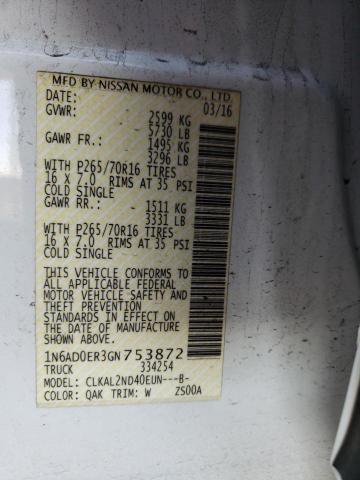 MFD BY NISSAN MOTOR CO., LTD.
DATE: 03/16
GVWR: 2599 KG
5730 LB
GAWR FR.: 1495 KG
3296 LB
WITH P265/70R16 TIRES
16 X 7.0 RIMS AT 35 PSI
COLD SINGLE
GAWR RR.: 1511 KG
3331 LB
WITH P265/70R16 TIRES
16 X 7.0 RIMS AT 35 PSI
COLD SINGLE
THIS VEHICLE CONFORMS TO
ALL APPLICABLE FEDERAL
MOTOR VEHICLE SAFETY
AND THEFT PREVENTION
STANDARDS IN EFFECT ON
THE DATE OF MANUFACTURE
SHOWN ABOVE.
1N6AD0ER3GN753872
TRUCK 334254
MODEL: CLKAL2ND40EUN---B-
COLOR: QAK TRIM: W ZS00A